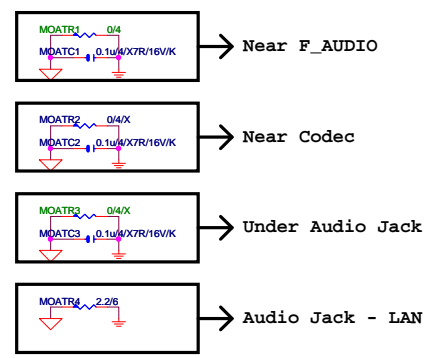 MOATR1 0/4
MOATC1 0.1u/4/X7R/16V/K
Near F_AUDIO
MOATR2 0/4/X
MOATC2 0.1u/4/X7R/16V/K
Near Codec
MOATR3 0/4/X
MOATC3 0.1u/4/X7R/16V/K
Under Audio Jack
MOATR4 2.2/6
Audio Jack - LAN